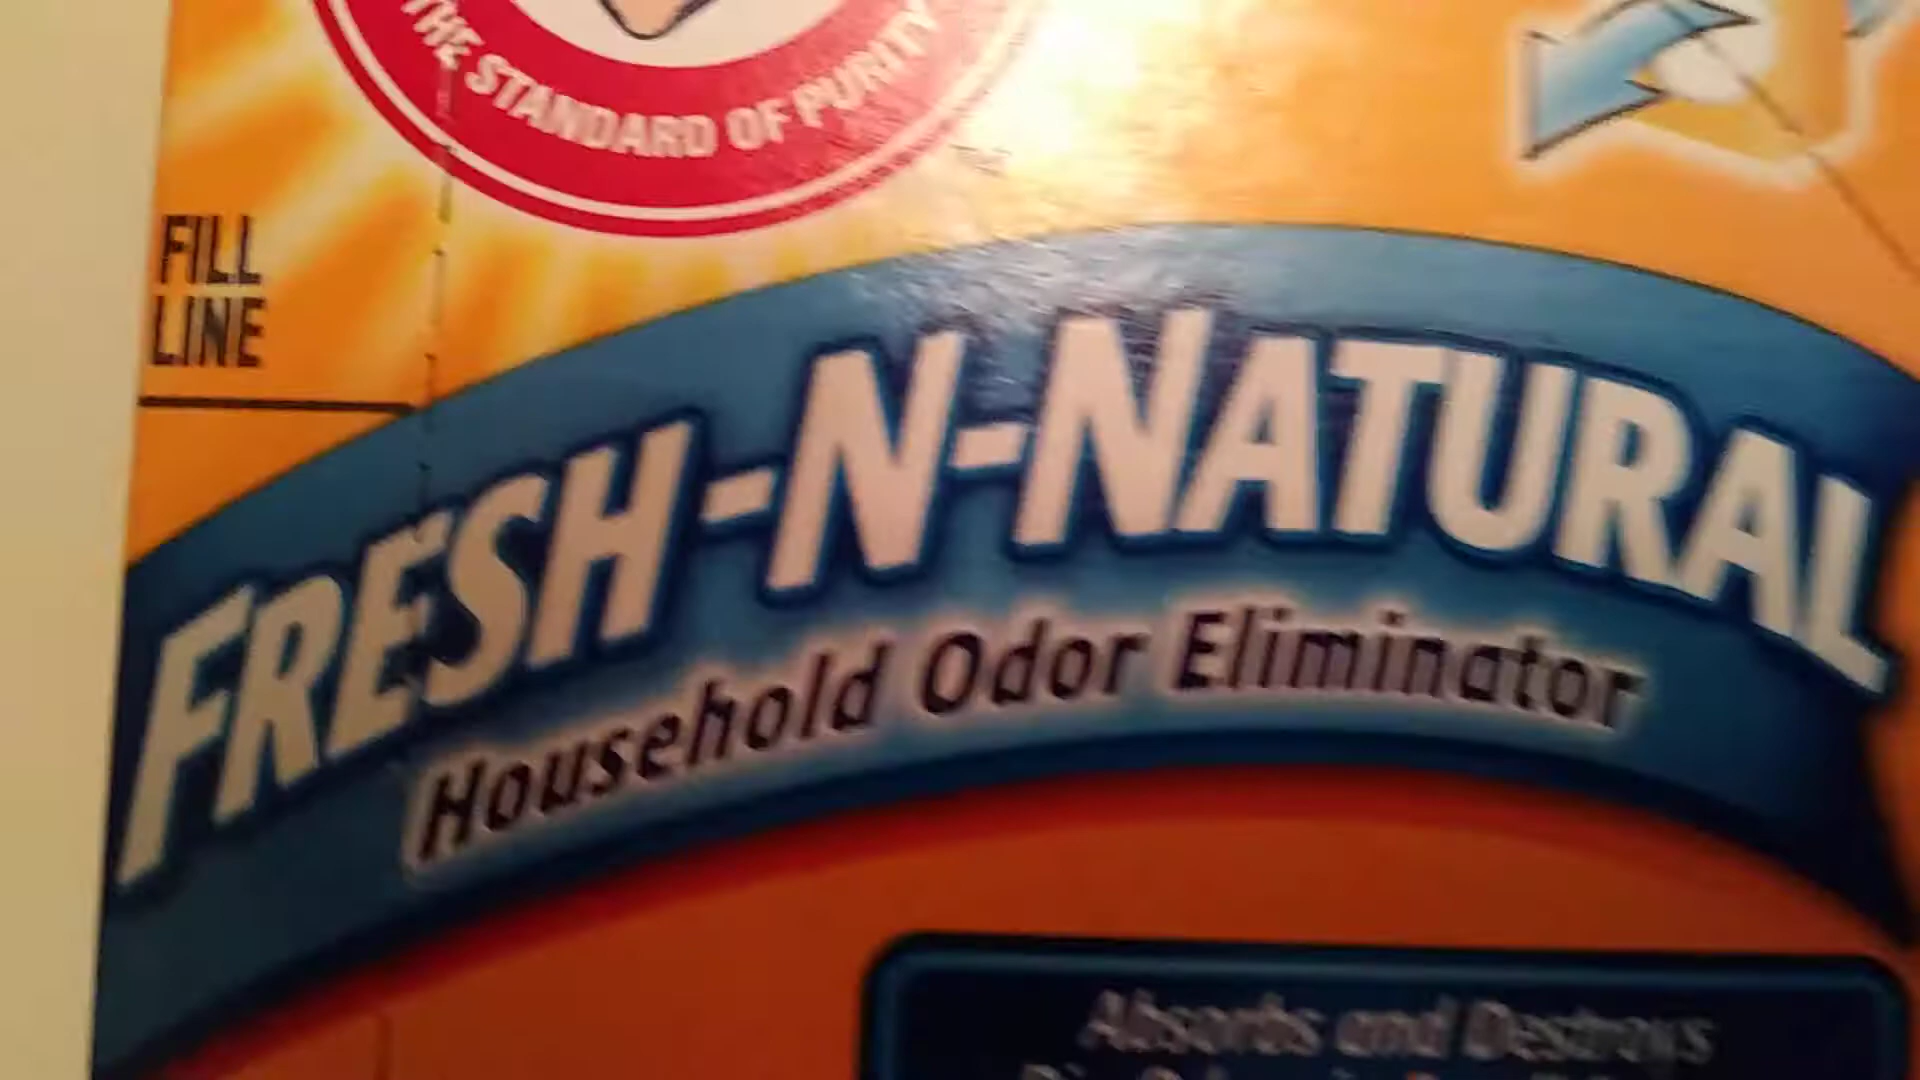 THE STANDARD OF PURITY
FILL
LINE
FRESH-N-NATURAL
Household Odor Eliminator
Absorbs and Destroys